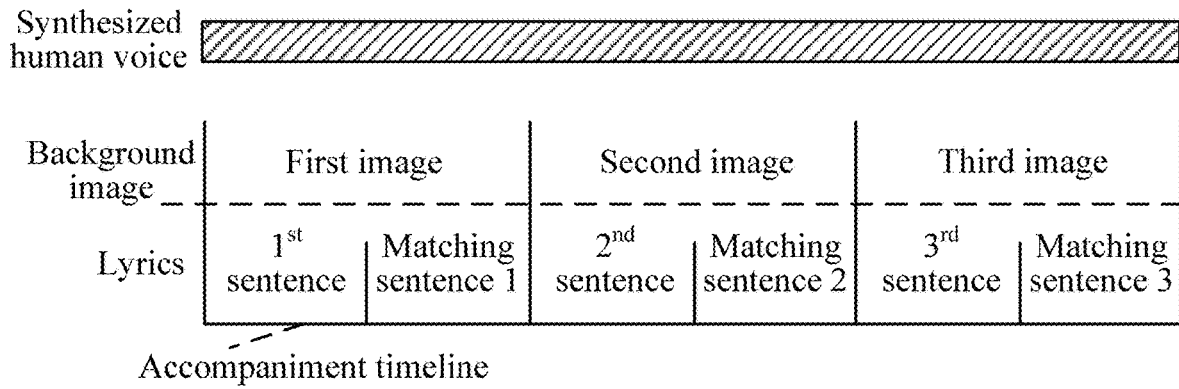 Synthesized
human voice
Background
image
First image
Second image
Third image
Lyrics
1st
sentence
Matching
sentence 1
2nd
sentence
Matching
sentence 2
3rd
sentence
Matching
sentence 3
Accompaniment timeline